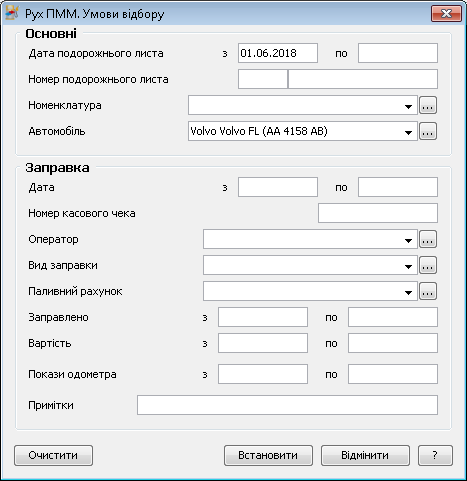 Рух ПММ. Умови відбору
Основні
Дата подорожнього листа з 01.06.2018 по
Номер подорожнього листа
Номенклатура ...
Автомобіль Volvo Volvo FL (AA 4158 AB) ...
Заправка
Дата з по
Номер касового чека
Оператор ...
Вид заправки ...
Паливний рахунок ...
Заправлено з по
Вартість з по
Покази одометра з по
Примітки
Очистити Встановити Відмінити ?